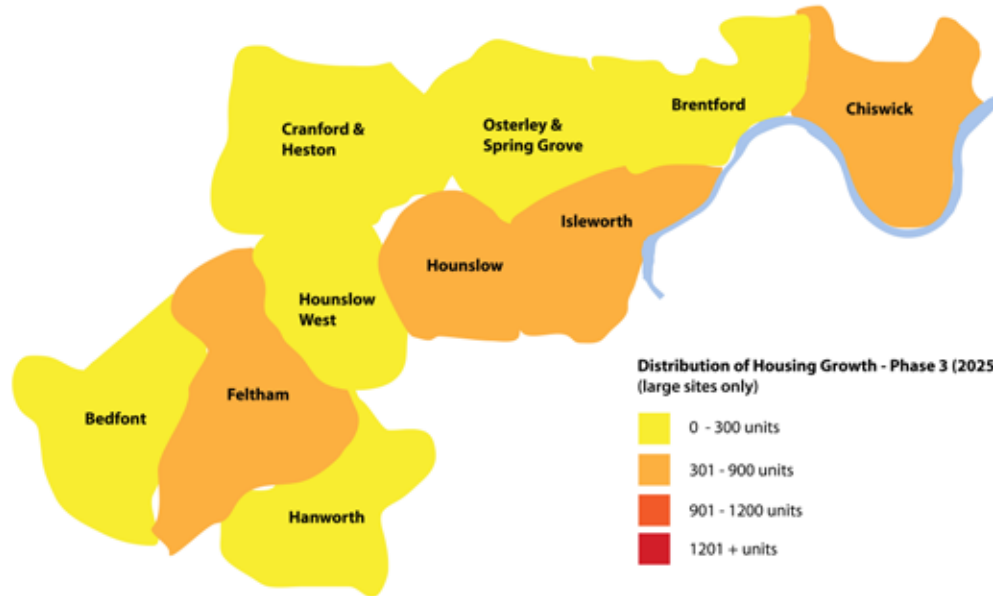 Brentford
Chiswick
Cranford &
Heston
Osterley &
Spring Grove
Isleworth
Hounslow
Hounslow
West
Feltham
Bedfont
Hanworth
Distribution of Housing Growth - Phase 3 (2025
(large sites only)
0 - 300 units
301 - 900 units
901 - 1200 units
1201 + units